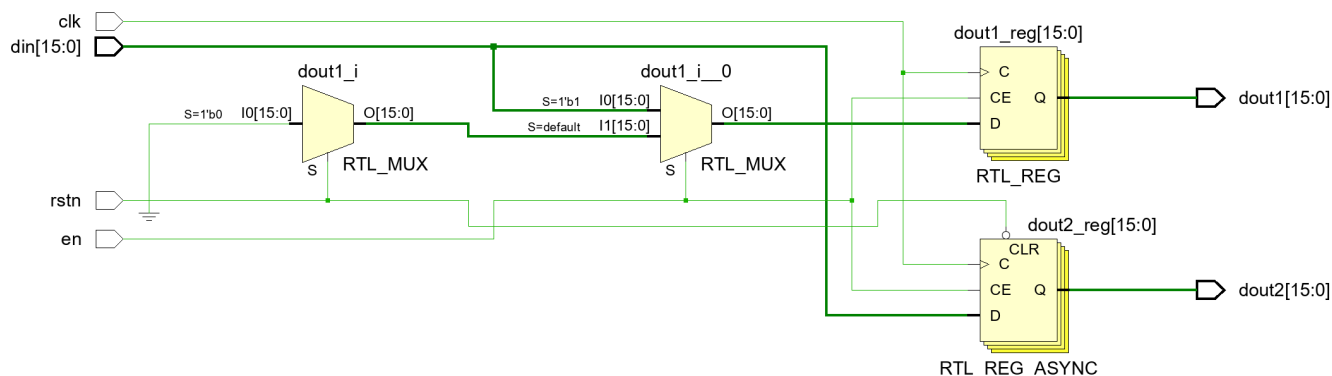 clk
din[15:0]
dout1_i
S=1'b0
I0[15:0]
O[15:0]
S
RTL_MUX
dout1_i__0
S=1'b1
I0[15:0]
S=default
I1[15:0]
O[15:0]
S
RTL_MUX
dout1_reg[15:0]
C
CE
Q
D
RTL_REG
dout1[15:0]
rstn
en
dout2_reg[15:0]
CLR
C
CE
Q
D
RTL_REG_ASYNC
dout2[15:0]